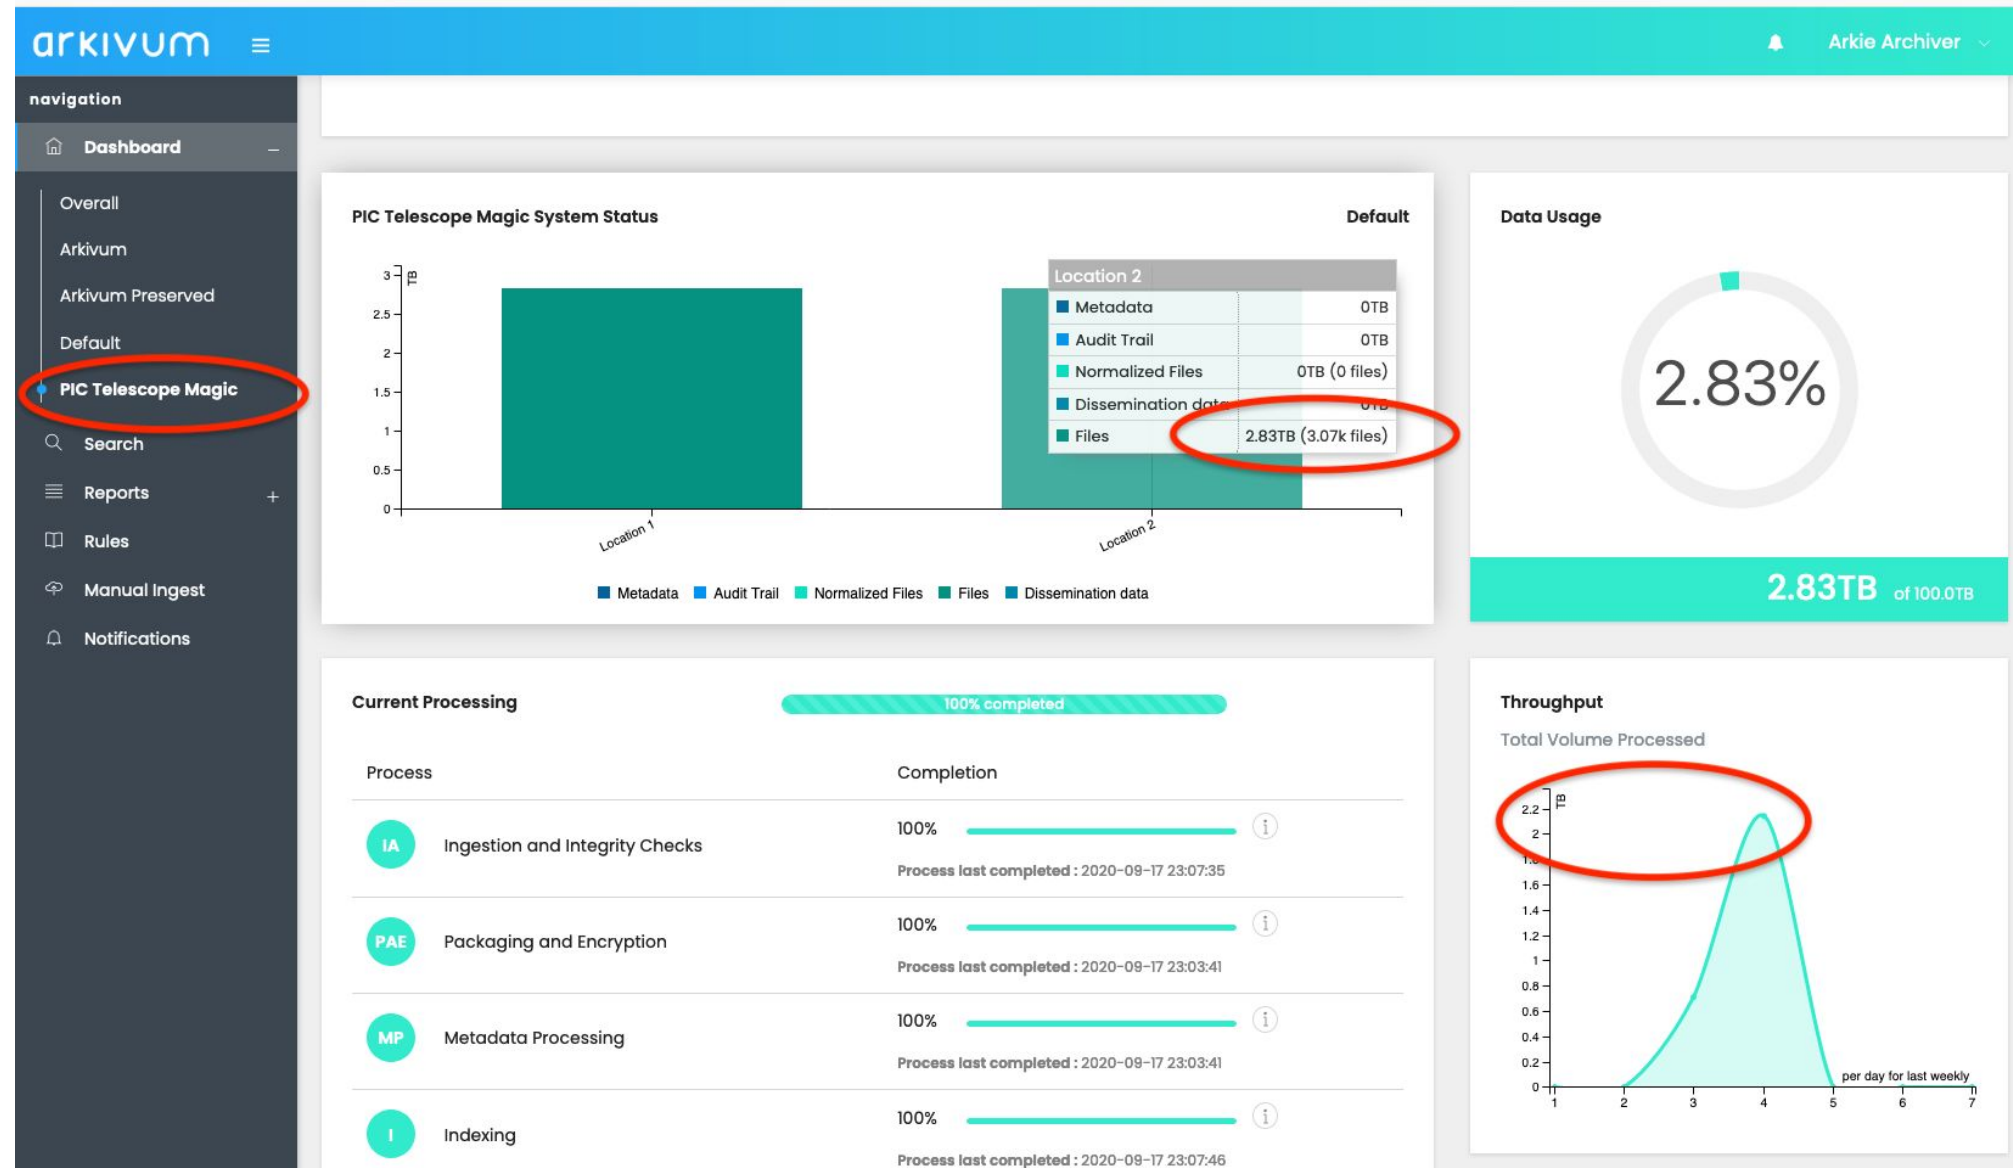 arkivum
Arkie Archiver
navigation
Dashboard
Overall
Arkivum
Arkivum Preserved
Default
PIC Telescope Magic
Search
Reports
Rules
Manual Ingest
Notifications
PIC Telescope Magic System Status Default
3 TB
2.5
2
1.5
1
0.5
0
Location 1 Location 2
Location 2
Metadata 0TB
Audit Trail 0TB
Normalized Files 0TB (0 files)
Dissemination data 0TB
Files 2.83TB (3.07k files)
Metadata Audit Trail Normalized Files Files Dissemination data
Data Usage
2.83%
2.83TB of 100.0TB
Current Processing 100% completed
Process Completion
IA Ingestion and Integrity Checks 100%
Process last completed : 2020-09-17 23:07:35
PAE Packaging and Encryption 100%
Process last completed : 2020-09-17 23:03:41
MP Metadata Processing 100%
Process last completed : 2020-09-17 23:03:41
I Indexing 100%
Process last completed : 2020-09-17 23:07:46
Throughput
Total Volume Processed
2.2 TB
2
1.8
1.6
1.4
1.2
1
0.8
0.6
0.4
0.2
0
per day for last weekly
1 2 3 4 5 6 7